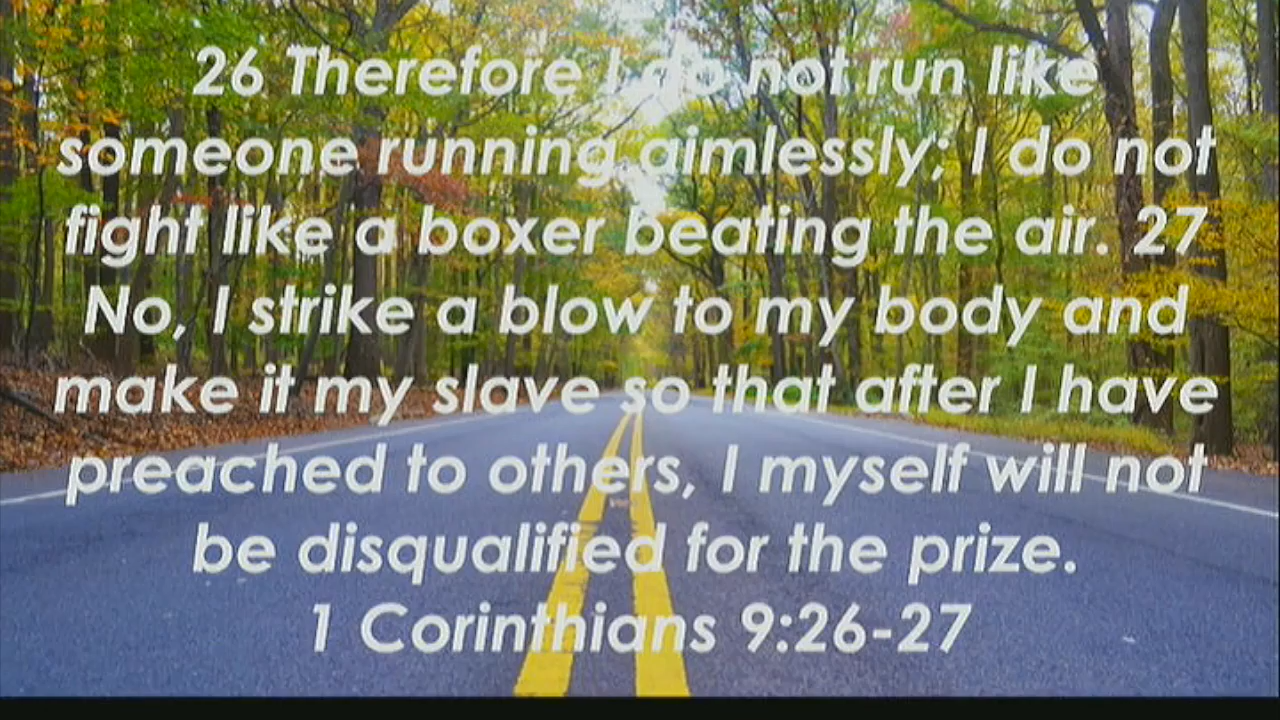 26 Therefore I do not run like
someone running aimlessly; I do not
fight like a boxer beating the air. 27
No, I strike a blow to my body and
make it my slave so that after I have
preached to others, I myself will not
be disqualified for the prize.
1 Corinthians 9:26-27